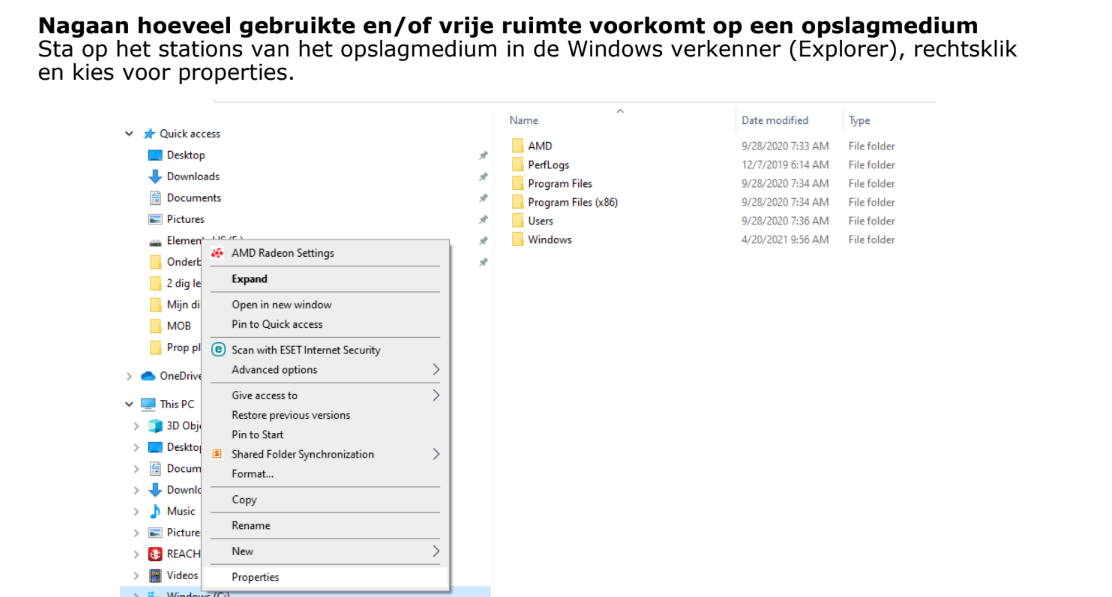 Nagaan hoeveel gebruikte en/of vrije ruimte voorkomt op een opslagmedium
Sta op het stations van het opslagmedium in de Windows verkenner (Explorer), rechtsklik
en kies voor properties.
Quick access
Desktop
Downloads
Documents
Pictures
Onderb
2 dig le
Mijn di
MOB
Prop pl
OneDrive
This PC
3D Obj
Desktop
Docum
Downlo
Music
Picture
REACH
Videos
Windows (C:)
AMD Radeon Settings
Expand
Open in new window
Pin to Quick access
Scan with ESET Internet Security
Advanced options
Give access to
Restore previous versions
Pin to Start
Shared Folder Synchronization
Format...
Copy
Rename
New
Properties
Name Date modified Type
AMD 9/28/2020 7:33 AM File folder
PerfLogs 12/7/2019 6:14 AM File folder
Program Files 9/28/2020 7:34 AM File folder
Program Files (x86) 9/28/2020 7:34 AM File folder
Users 9/28/2020 7:36 AM File folder
Windows 4/20/2021 9:56 AM File folder